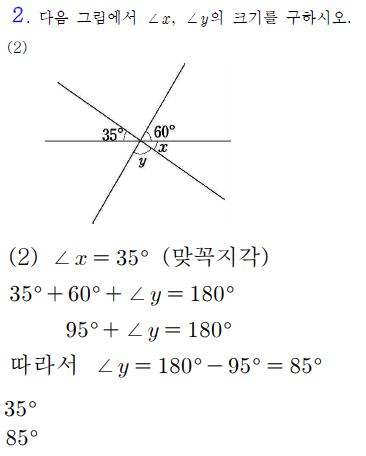 2. 다음 그림에서 ∠x, ∠y의 크기를 구하시오.
(2)
35° 60°
x
y
(2) ∠x = 35° (맞꼭지각)
35° + 60° + ∠y = 180°
95° + ∠y = 180°
따라서 ∠y = 180° − 95° = 85°
35°
85°